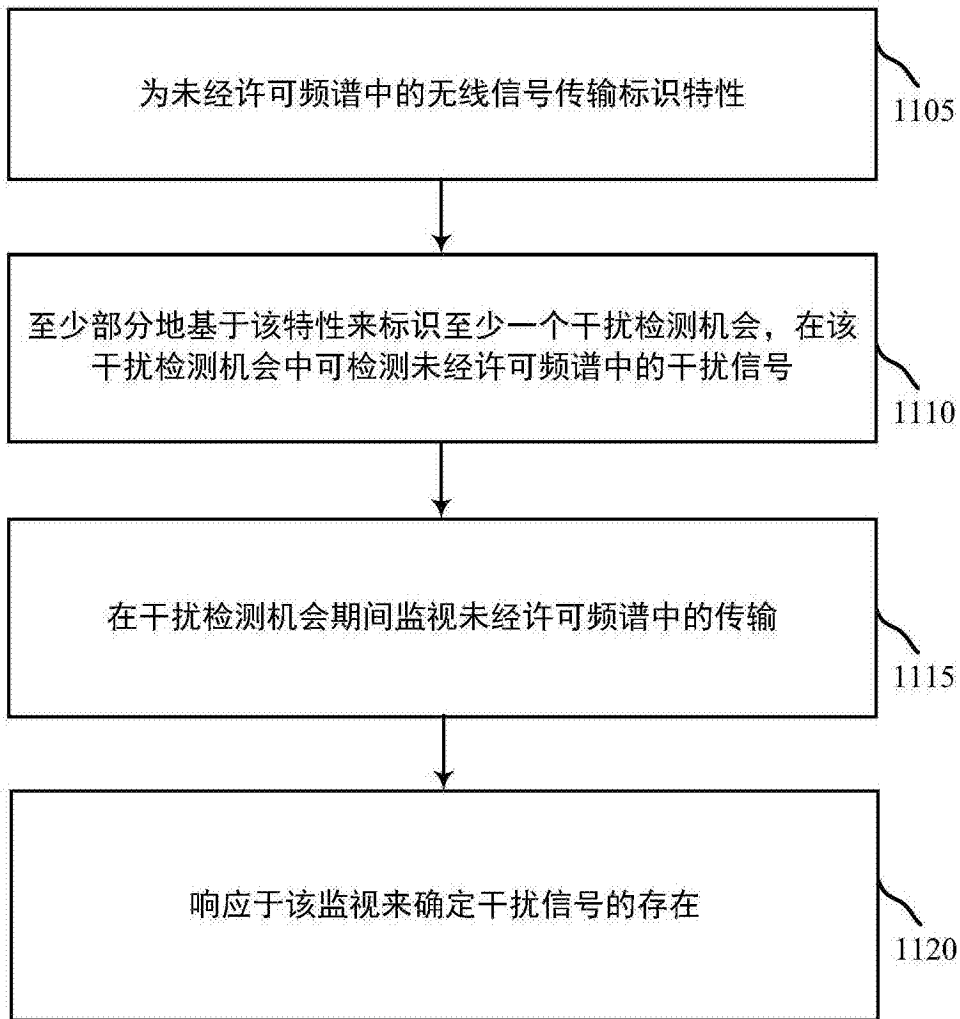 为未经许可频谱中的无线信号传输标识特性
1105
至少部分地基于该特性来标识至少一个干扰检测机会，在该
干扰检测机会中可检测未经许可频谱中的干扰信号
1110
在干扰检测机会期间监视未经许可频谱中的传输
1115
响应于该监视来确定干扰信号的存在
1120